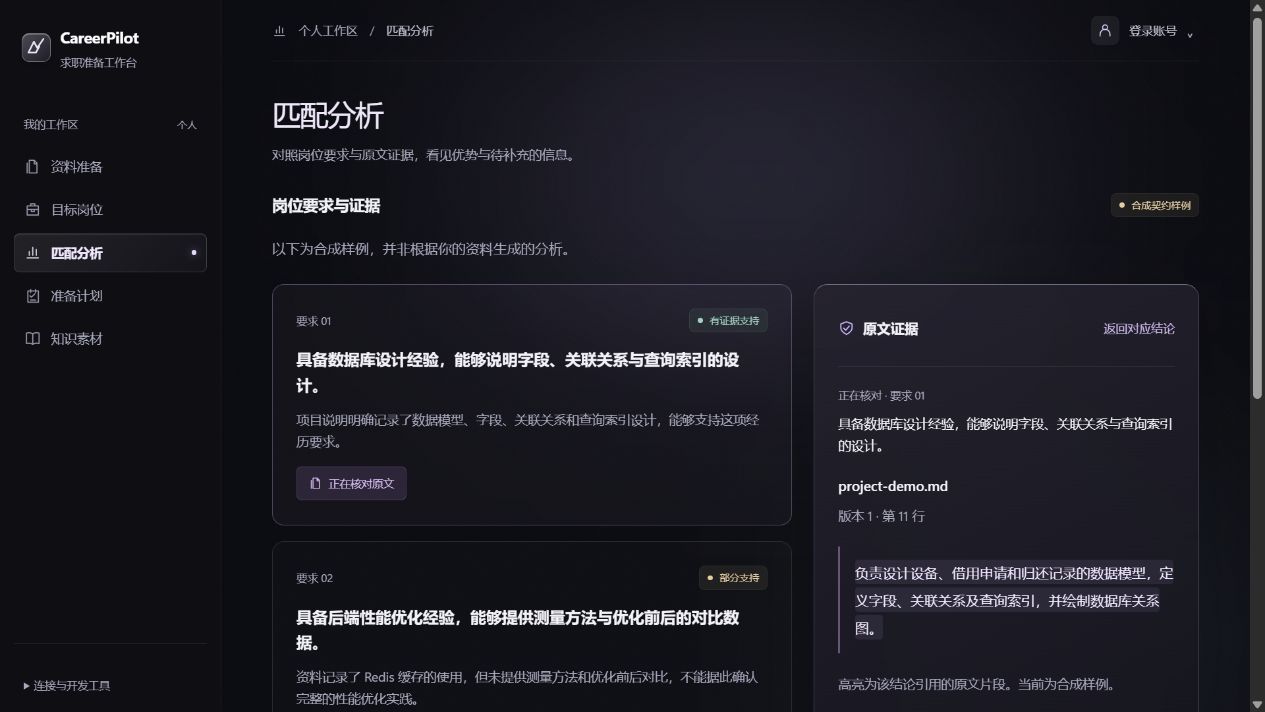 CareerPilot
求职准备工作台
我的工作区
个人
资料准备
目标岗位
匹配分析
准备计划
知识素材
连接与开发工具
个人工作区 / 匹配分析
登录账号
匹配分析
对照岗位要求与原文证据，看见优势与待补充的信息。
岗位要求与证据
合成契约样例
以下为合成样例，并非根据你的资料生成的分析。
要求 01
有证据支持
具备数据库设计经验，能够说明字段、关联关系与查询索引的设
计。
项目说明明确记录了数据模型、字段、关联关系和查询索引设计，能够支持这项经
历要求。
正在核对原文
要求 02
部分支持
具备后端性能优化经验，能够提供测量方法与优化前后的对比数
据。
资料记录了 Redis 缓存的使用，但未提供测量方法和优化前后对比，不能据此确认
完整的性能优化实践。
原文证据
返回对应结论
正在核对 · 要求 01
具备数据库设计经验，能够说明字段、关联关系与查询索引
的设计。
project-demo.md
版本 1 · 第 11 行
负责设计设备、借用申请和归还记录的数据模型，定
义字段、关联关系及查询索引，并绘制数据库关系
图。
高亮为该结论引用的原文片段。当前为合成样例。